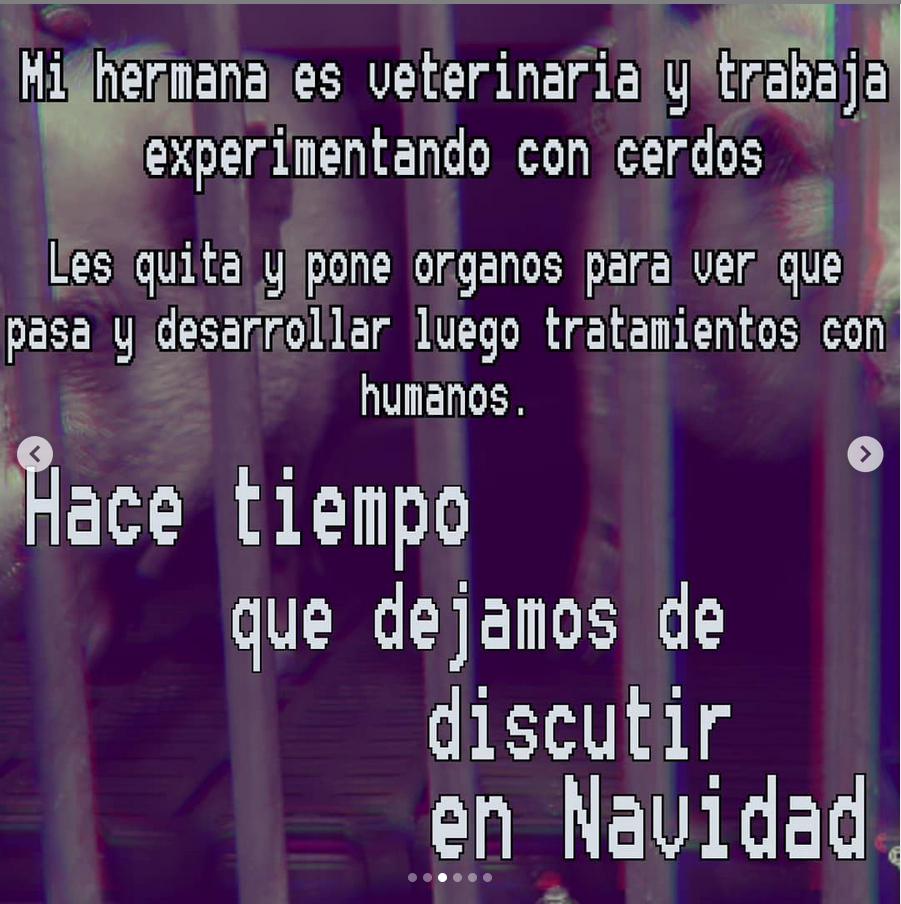 Mi hermana es veterinaria y trabaja
experimentando con cerdos
Les quita y pone organos para ver que
pasa y desarrollar luego tratamientos con
humanos.
Hace tiempo
que dejamos de
discutir
en Navidad